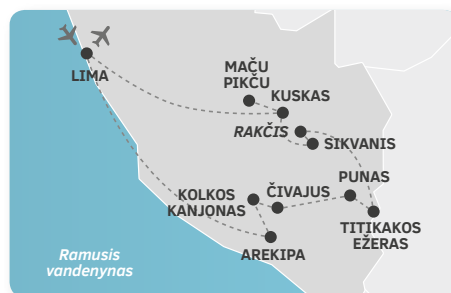 LIMA
MAČU
PIKČU
KUSKAS
RAKČIS
SIKVANIS
PUNAS
ČIVAJUS
KOLKOS
KANJONAS
TITIKAKOS
EŽERAS
AREKIPA
Ramusis
vandenynas